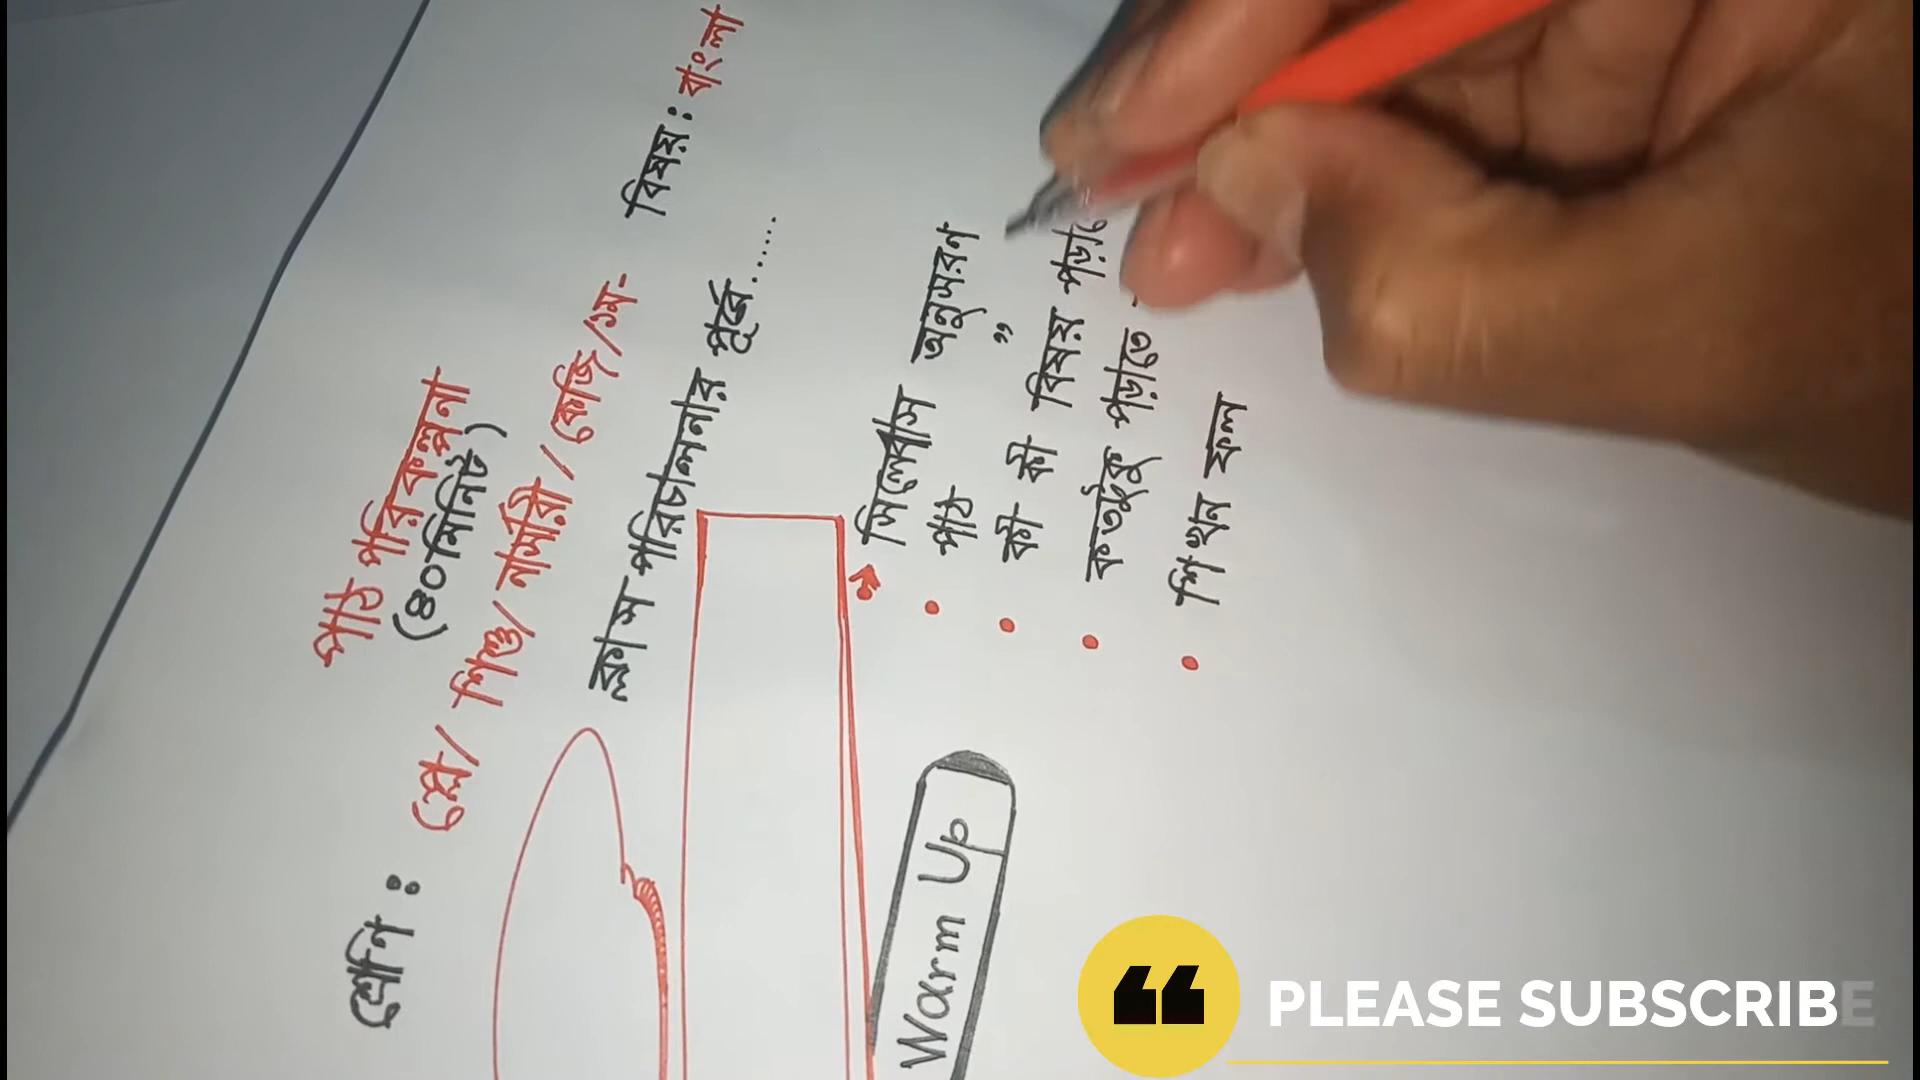 পাঠ পরিকল্পনা
(৪০মিনিট)
শ্রেণি : প্লে/ শিশু/ নার্সারী / কেজি /১ম- বিষয় : বাংলা
ক্লাস পরিচালনার পূর্বে......
সিলেবাস অনুসরণ
• পাঠ "
• কী কী বিষয় পড়া
• কতটুকু পড়াতে -
• শিখন ফল
Warm Up
PLEASE SUBSCRIBE